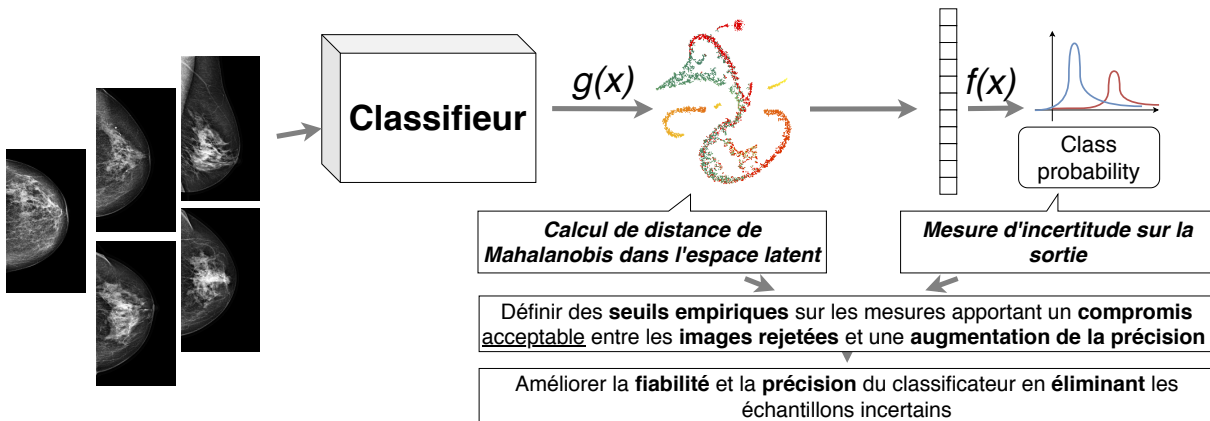 Classifieur
g(x)
f(x)
Class
probability
Calcul de distance de
Mahalanobis dans l'espace latent
Mesure d'incertitude sur la
sortie
Définir des seuils empiriques sur les mesures apportant un compromis
acceptable entre les images rejetées et une augmentation de la précision
Améliorer la fiabilité et la précision du classificateur en éliminant les
échantillons incertains